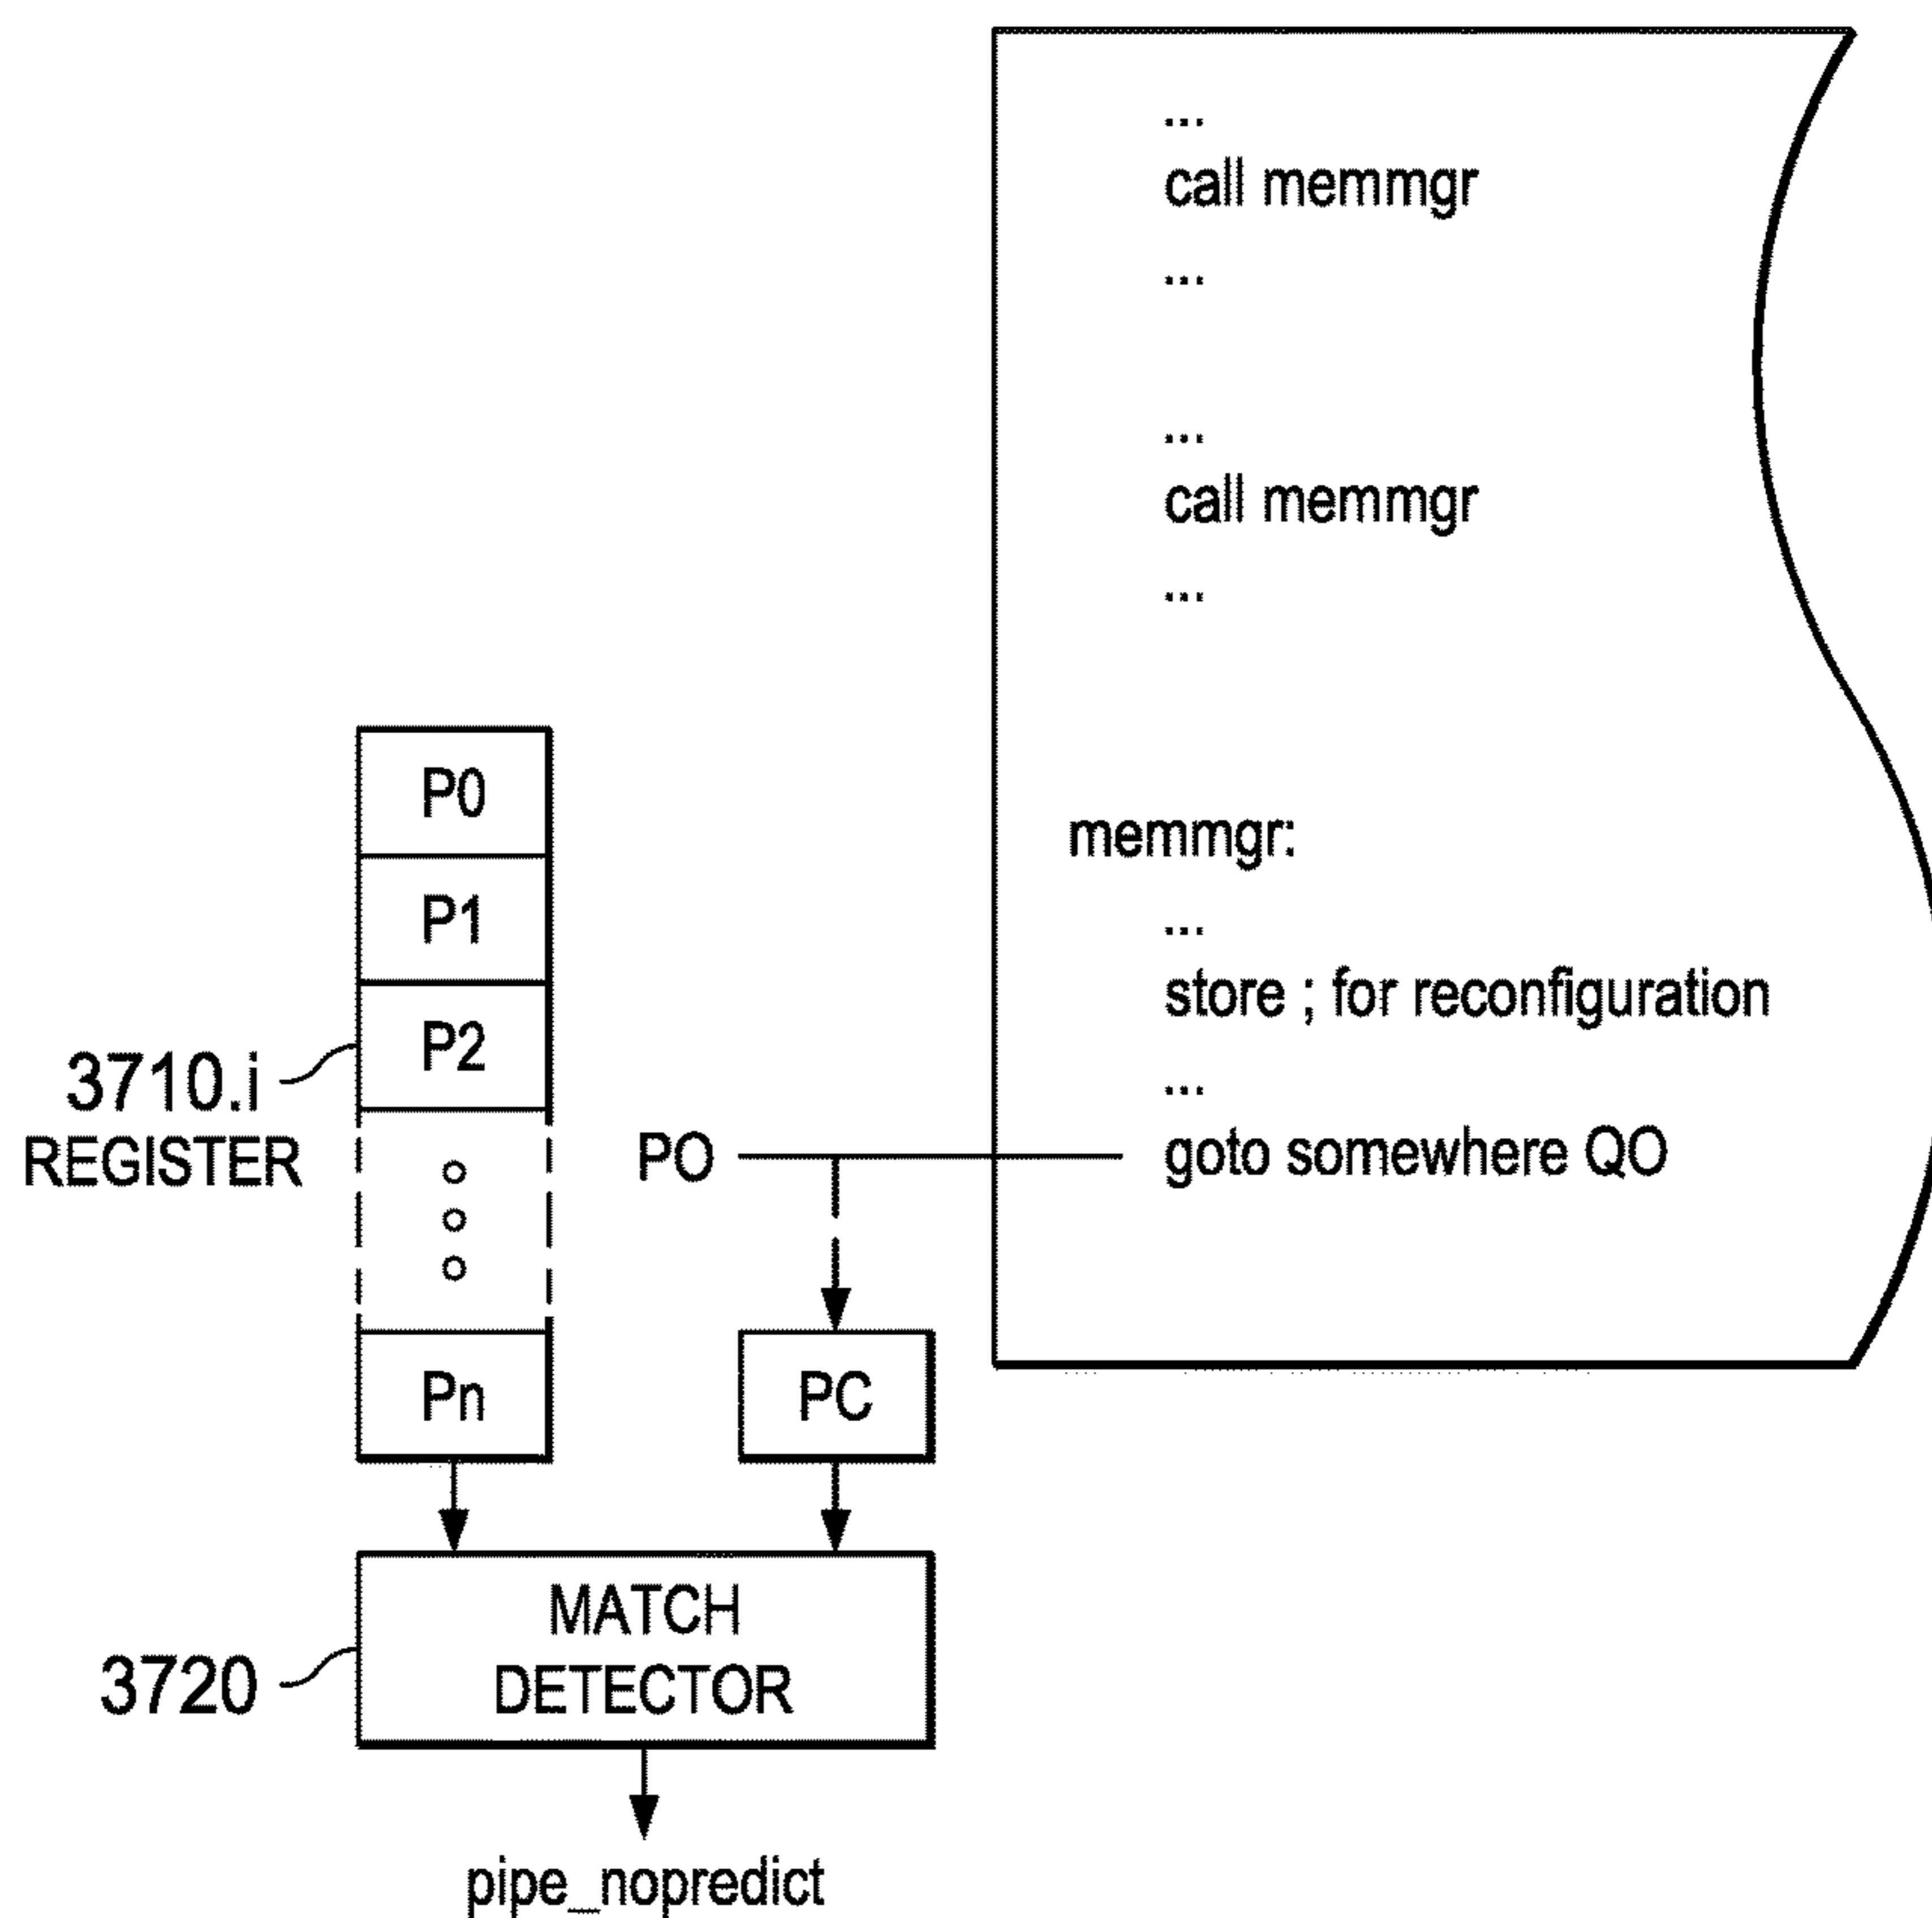 ...
call memmgr
...
...
call memmgr
...
memmgr:
...
store ; for reconfiguration
...
goto somewhere QO
P0
P1
P2
3710.i
REGISTER
PO
Pn
PC
MATCH
DETECTOR
3720
pipe_nopredict